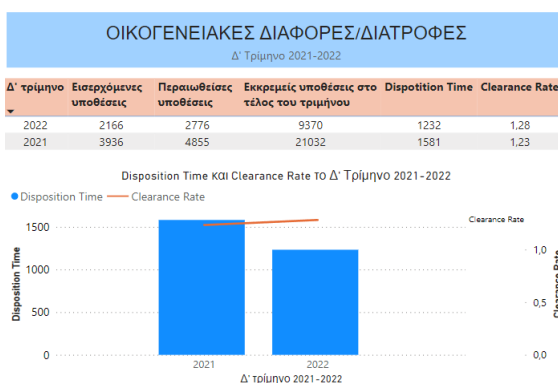 ΟΙΚΟΓΕΝΕΙΑΚΕΣ ΔΙΑΦΟΡΕΣ/ΔΙΑΤΡΟΦΕΣ
Δ' Τρίμηνο 2021-2022
Δ' τρίμηνο Εισερχόμενες υποθέσεις Περαιωθείσες υποθέσεις Εκκρεμείς υποθέσεις στο τέλος του τριμήνου Dispotition Time Clearance Rate
2022 2166 2776 9370 1232 1,28
2021 3936 4855 21032 1581 1,23
Disposition Time και Clearance Rate το Δ' Τρίμηνο 2021-2022
Disposition Time Clearance Rate
Clearance Rate
1500
1000
500
0
Disposition Time
1,0
0,5
0,0
Clearance Rate
2021 2022
Δ' τρίμηνο 2021-2022